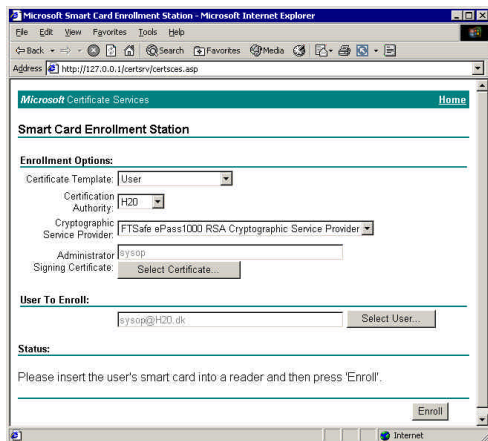 Microsoft Smart Card Enrollment Station - Microsoft Internet Explorer
File Edit View Favorites Tools Help
Back Search Favorites Media
Address http://127.0.0.1/certsrv/certsces.asp
Microsoft Certificate Services Home
Smart Card Enrollment Station
Enrollment Options:
Certificate Template: User
Certification Authority: H20
Cryptographic Service Provider: FTSafe ePass1000 RSA Cryptographic Service Provider
Administrator Signing Certificate: sysop
Select Certificate...
User To Enroll:
sysop@H20.dk Select User...
Status:
Please insert the user's smart card into a reader and then press 'Enroll'.
Enroll
Internet